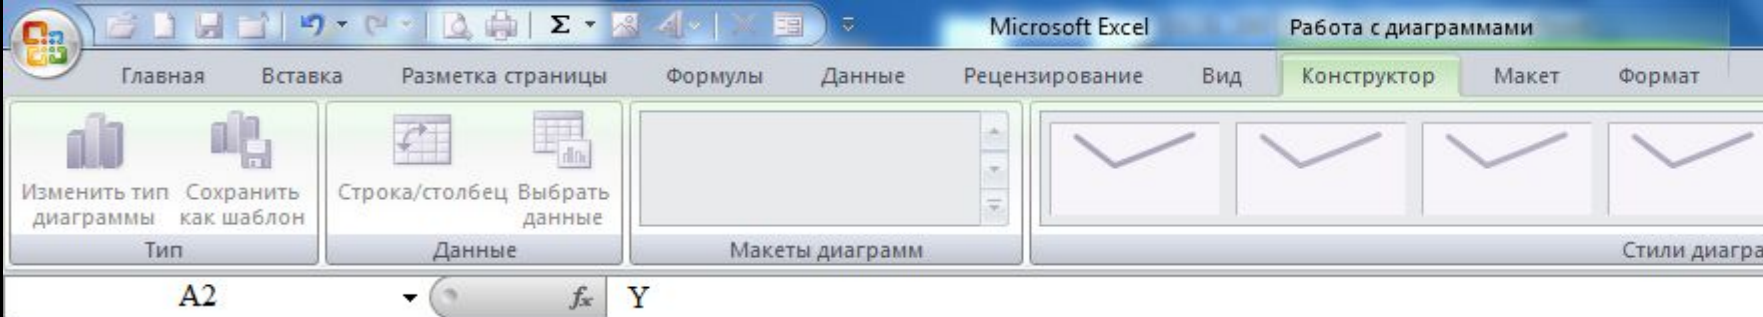 Σ Microsoft Excel Работа с диаграммами
Главная Вставка Разметка страницы Формулы Данные Рецензирование Вид Конструктор Макет Формат
Изменить тип Сохранить Строка/столбец Выбрать
диаграммы как шаблон данные
Тип Данные Макеты диаграмм Стили диагра
A2 fx Y